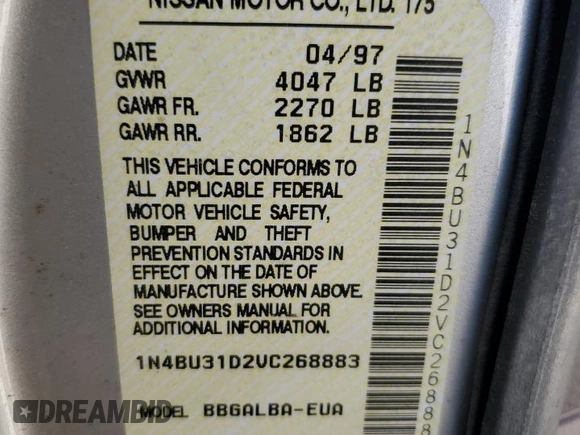 NISSAN MOTOR CO., LTD. 175
DATE 04/97
GVWR 4047 LB
GAWR FR. 2270 LB
GAWR RR. 1862 LB
THIS VEHICLE CONFORMS TO
ALL APPLICABLE FEDERAL
MOTOR VEHICLE SAFETY,
BUMPER AND THEFT
PREVENTION STANDARDS IN
EFFECT ON THE DATE OF
MANUFACTURE SHOWN ABOVE.
SEE OWNERS MANUAL FOR
ADDITIONAL INFORMATION.
1N4BU31D2VC268883
MODEL BBGALBA-EUA
1N4BU31D2VC26888
AUTO HISTORY